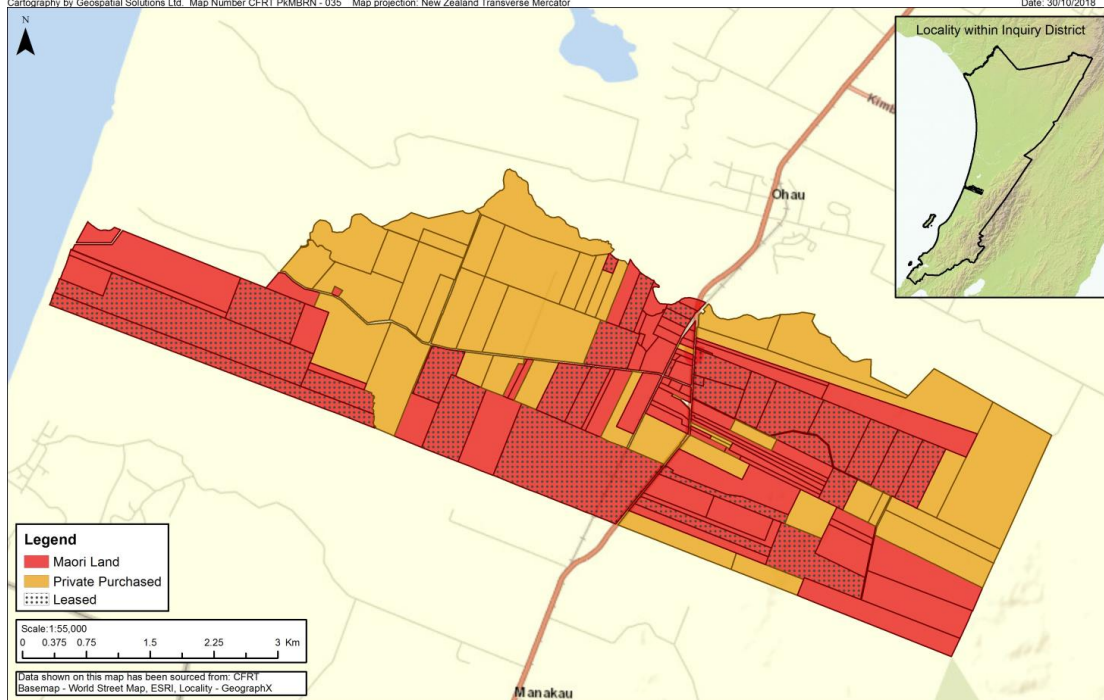 Cartography by Geospatial Solutions Ltd. Map Number CFRT PkMBRN - 035 Map projection: New Zealand Transverse Mercator Date: 30/10/2018
N
Locality within Inquiry District
Ohau
Legend
Maori Land
Private Purchased
Leased
Scale:1:55,000
0 0.375 0.75 1.5 2.25 3 Km
Data shown on this map has been sourced from: CFRT
Basemap - World Street Map, ESRI, Locality - GeographX
Manakau